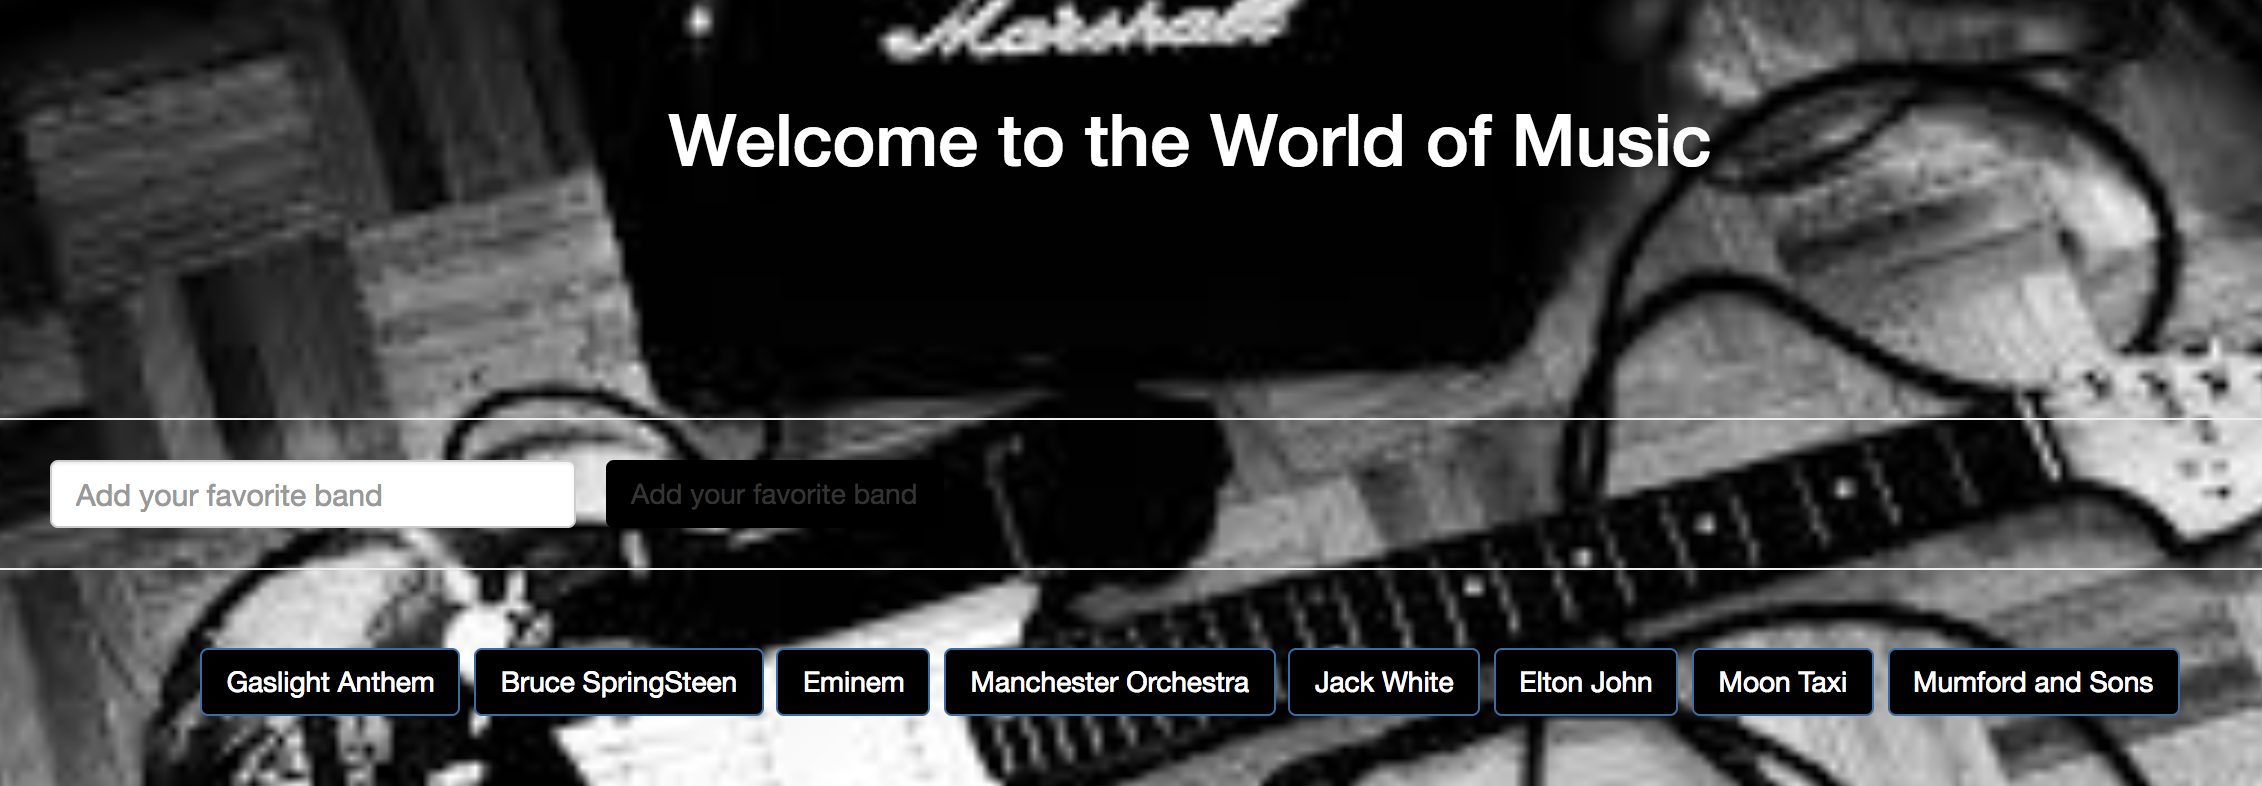 Marshall
Welcome to the World of Music
Add your favorite band Add your favorite band
Gaslight Anthem Bruce SpringSteen Eminem Manchester Orchestra Jack White Elton John Moon Taxi Mumford and Sons